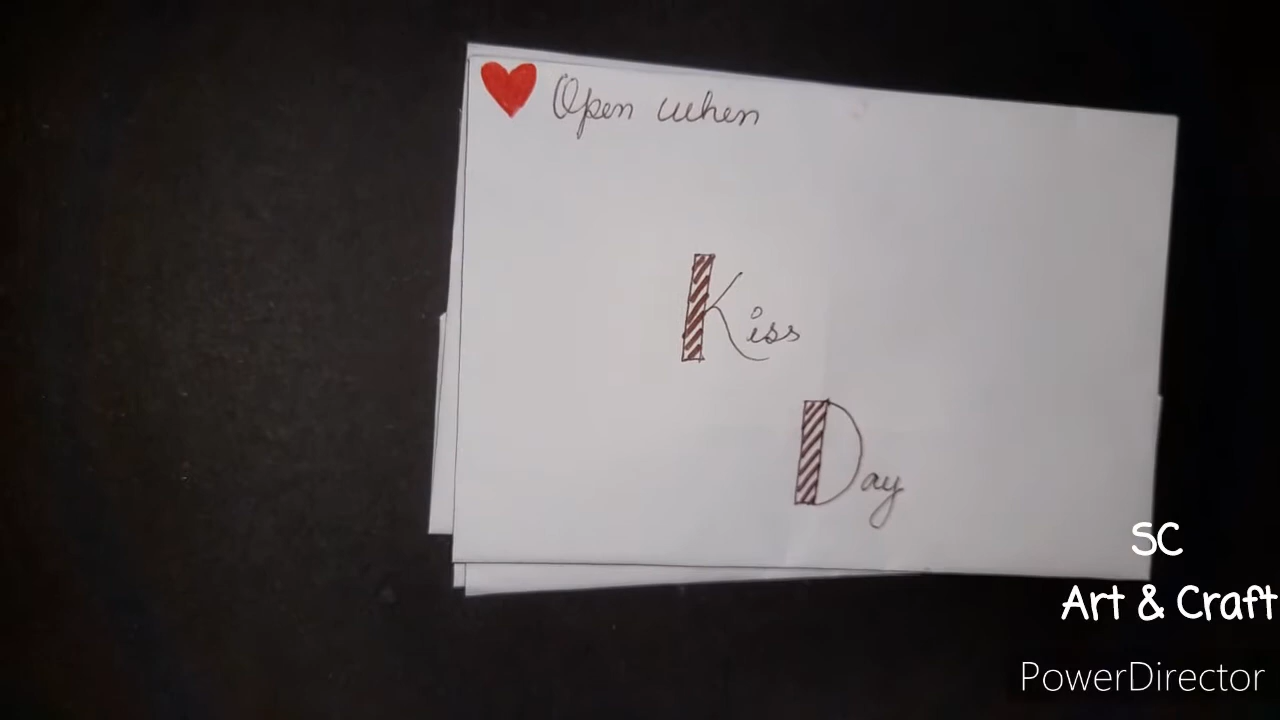 Open when
Kiss
Day
SC
Art & Craft
PowerDirector